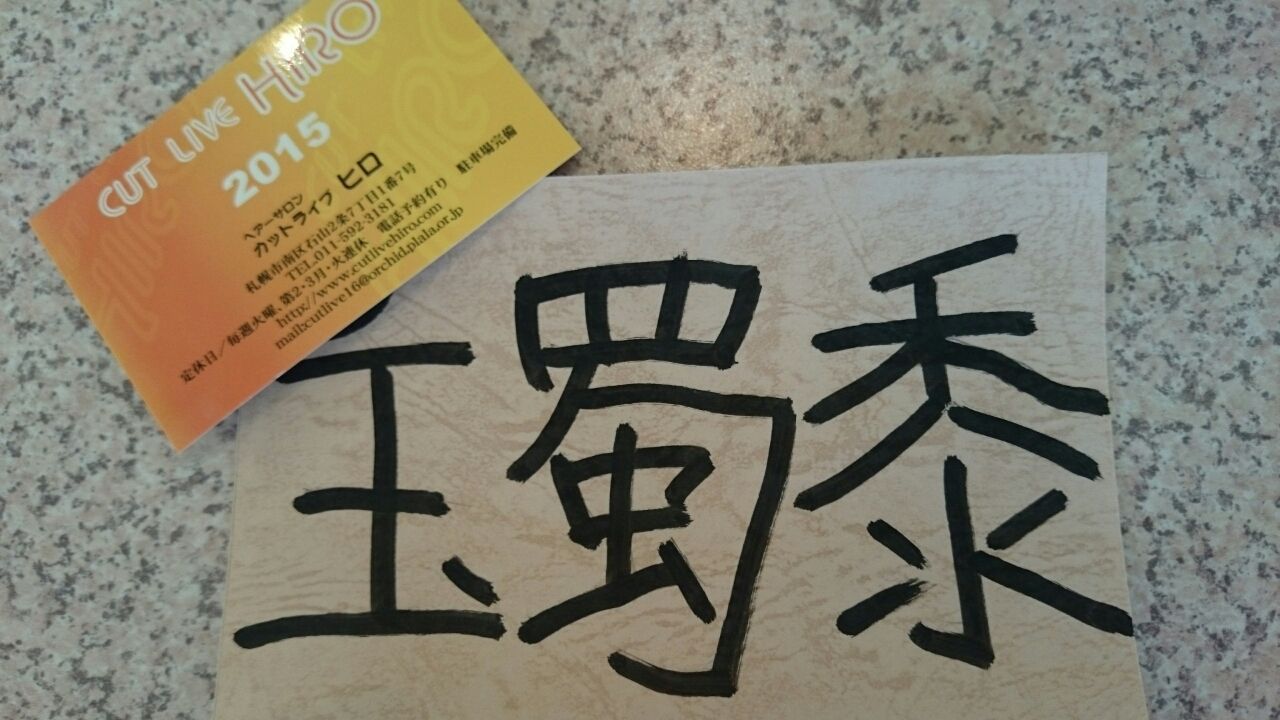 CUT LIVE HIRO
2015
ヘアーサロン
カットライブ ヒロ
札幌市南区石山2条7丁目1番7号
TEL.011-592-3181
定休日／毎週火曜、第2・3月・火連休 電話予約有り 駐車場完備
http://www.cutlivehiro.com
mail:cutlive16@orchid.plala.or.jp
玉蜀黍